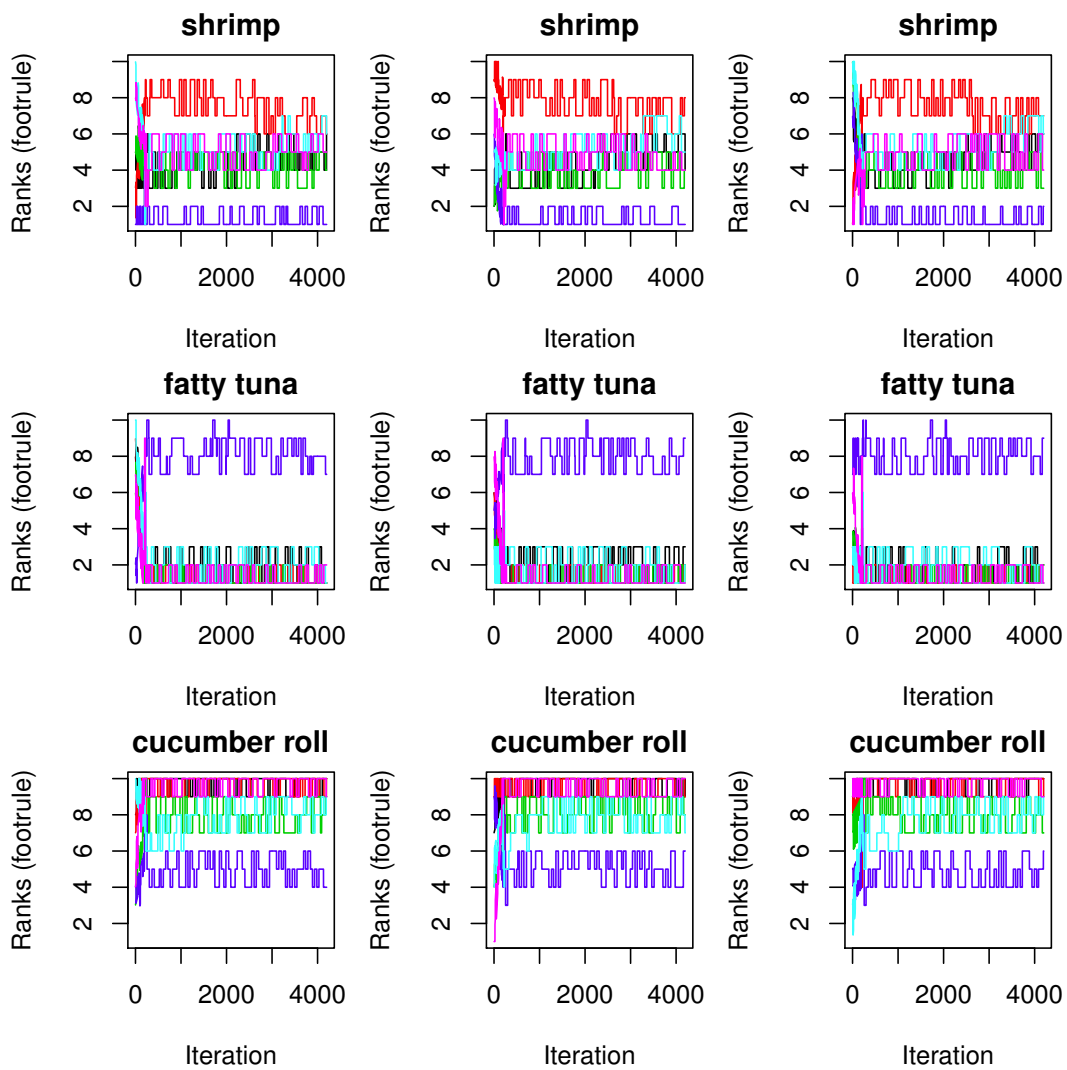 shrimp shrimp shrimp
Ranks (footrule) Ranks (footrule) Ranks (footrule)
8 8 8
6 6 6
4 4 4
2 2 2
0 2000 4000 0 2000 4000 0 2000 4000
Iteration Iteration Iteration
fatty tuna fatty tuna fatty tuna
Ranks (footrule) Ranks (footrule) Ranks (footrule)
8 8 8
6 6 6
4 4 4
2 2 2
0 2000 4000 0 2000 4000 0 2000 4000
Iteration Iteration Iteration
cucumber roll cucumber roll cucumber roll
Ranks (footrule) Ranks (footrule) Ranks (footrule)
8 8 8
6 6 6
4 4 4
2 2 2
0 2000 4000 0 2000 4000 0 2000 4000
Iteration Iteration Iteration